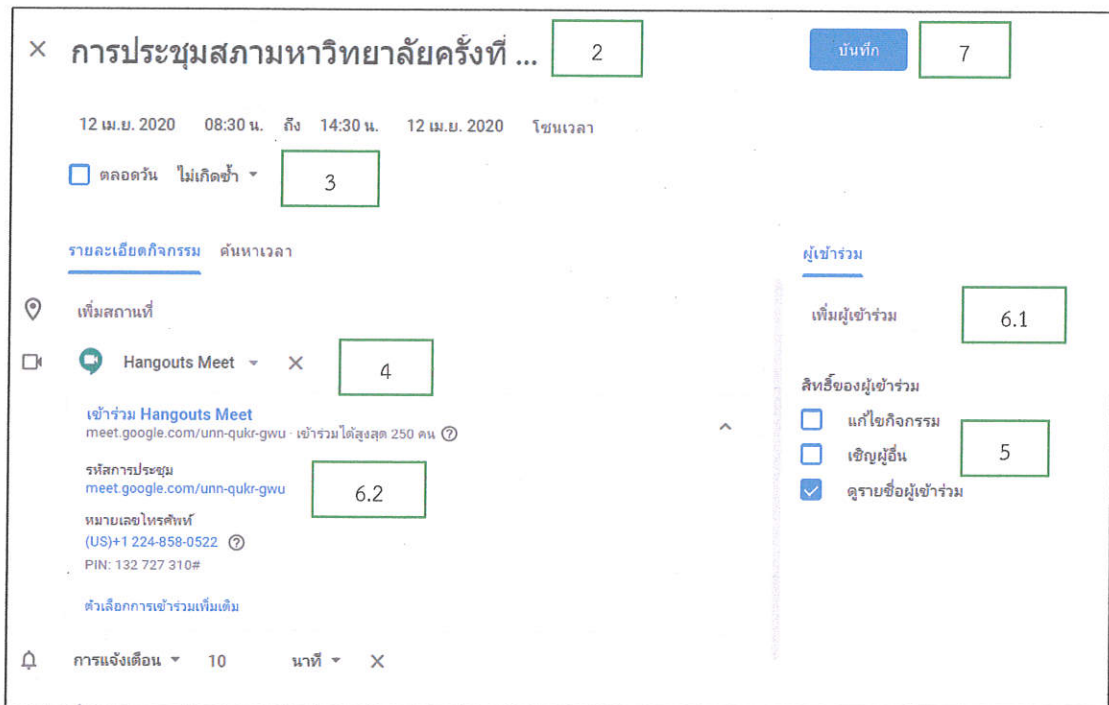 การประชุมสภามหาวิทยาลัยครั้งที่ ... 2
บันทึก 7
12 เม.ย. 2020 08:30 น. ถึง 14:30 น. 12 เม.ย. 2020 โซนเวลา
ตลอดวัน ไม่เกิดซ้ำ 3
รายละเอียดกิจกรรม ค้นหาเวลา
เพิ่มสถานที่
Hangouts Meet 4
เข้าร่วม Hangouts Meet
meet.google.com/unn-qukr-gwu · เข้าร่วมได้สูงสุด 250 คน
รหัสการประชุม
meet.google.com/unn-qukr-gwu 6.2
หมายเลขโทรศัพท์
(US)+1 224-858-0522
PIN: 132 727 310#
ตัวเลือกการเข้าร่วมเพิ่มเติม
การแจ้งเตือน 10 นาที
ผู้เข้าร่วม
เพิ่มผู้เข้าร่วม 6.1
สิทธิ์ของผู้เข้าร่วม
แก้ไขกิจกรรม
เชิญผู้อื่น 5
ดูรายชื่อผู้เข้าร่วม